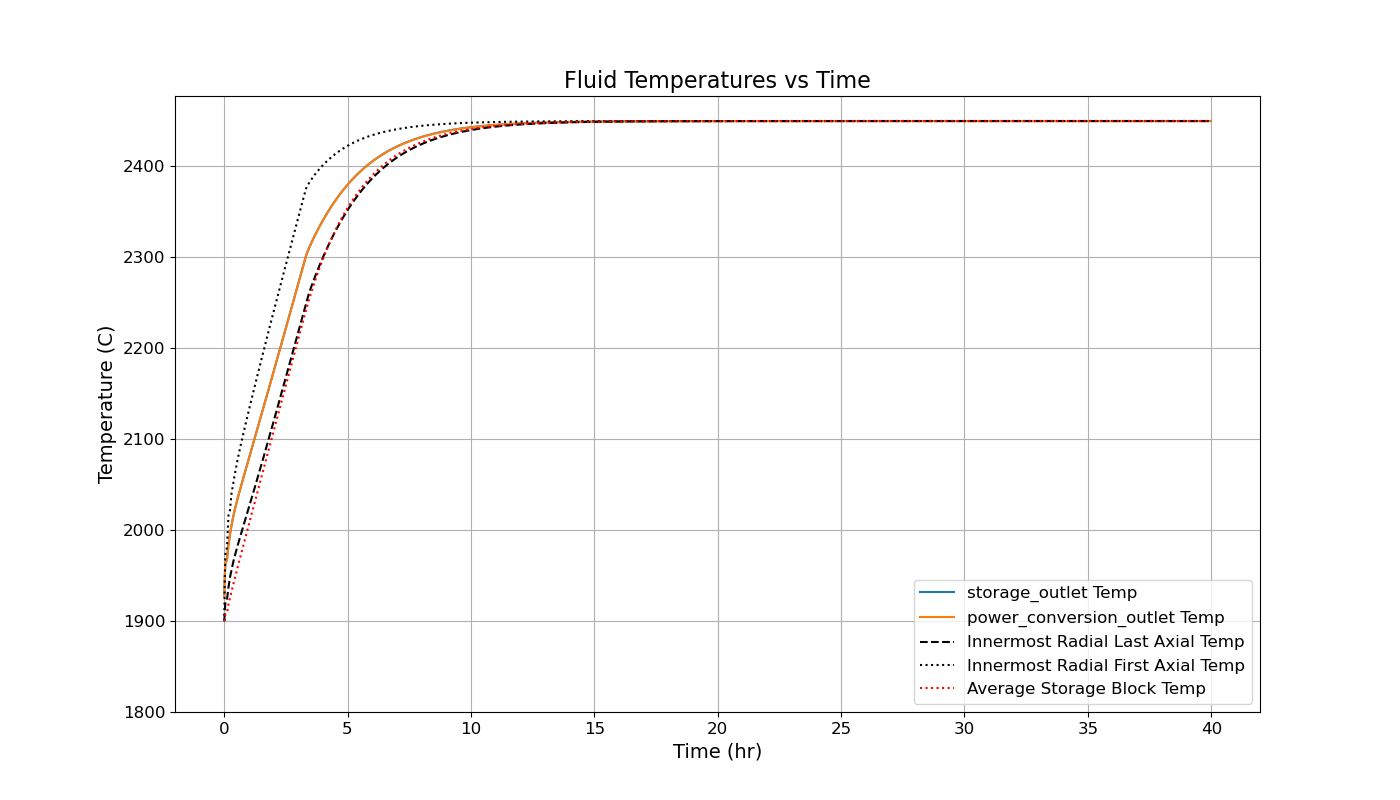 Fluid Temperatures vs Time
Temperature (C)
2400
2300
2200
2100
2000
1900
1800
0 5 10 15 20 25 30 35 40
Time (hr)
storage_outlet Temp
power_conversion_outlet Temp
Innermost Radial Last Axial Temp
Innermost Radial First Axial Temp
Average Storage Block Temp